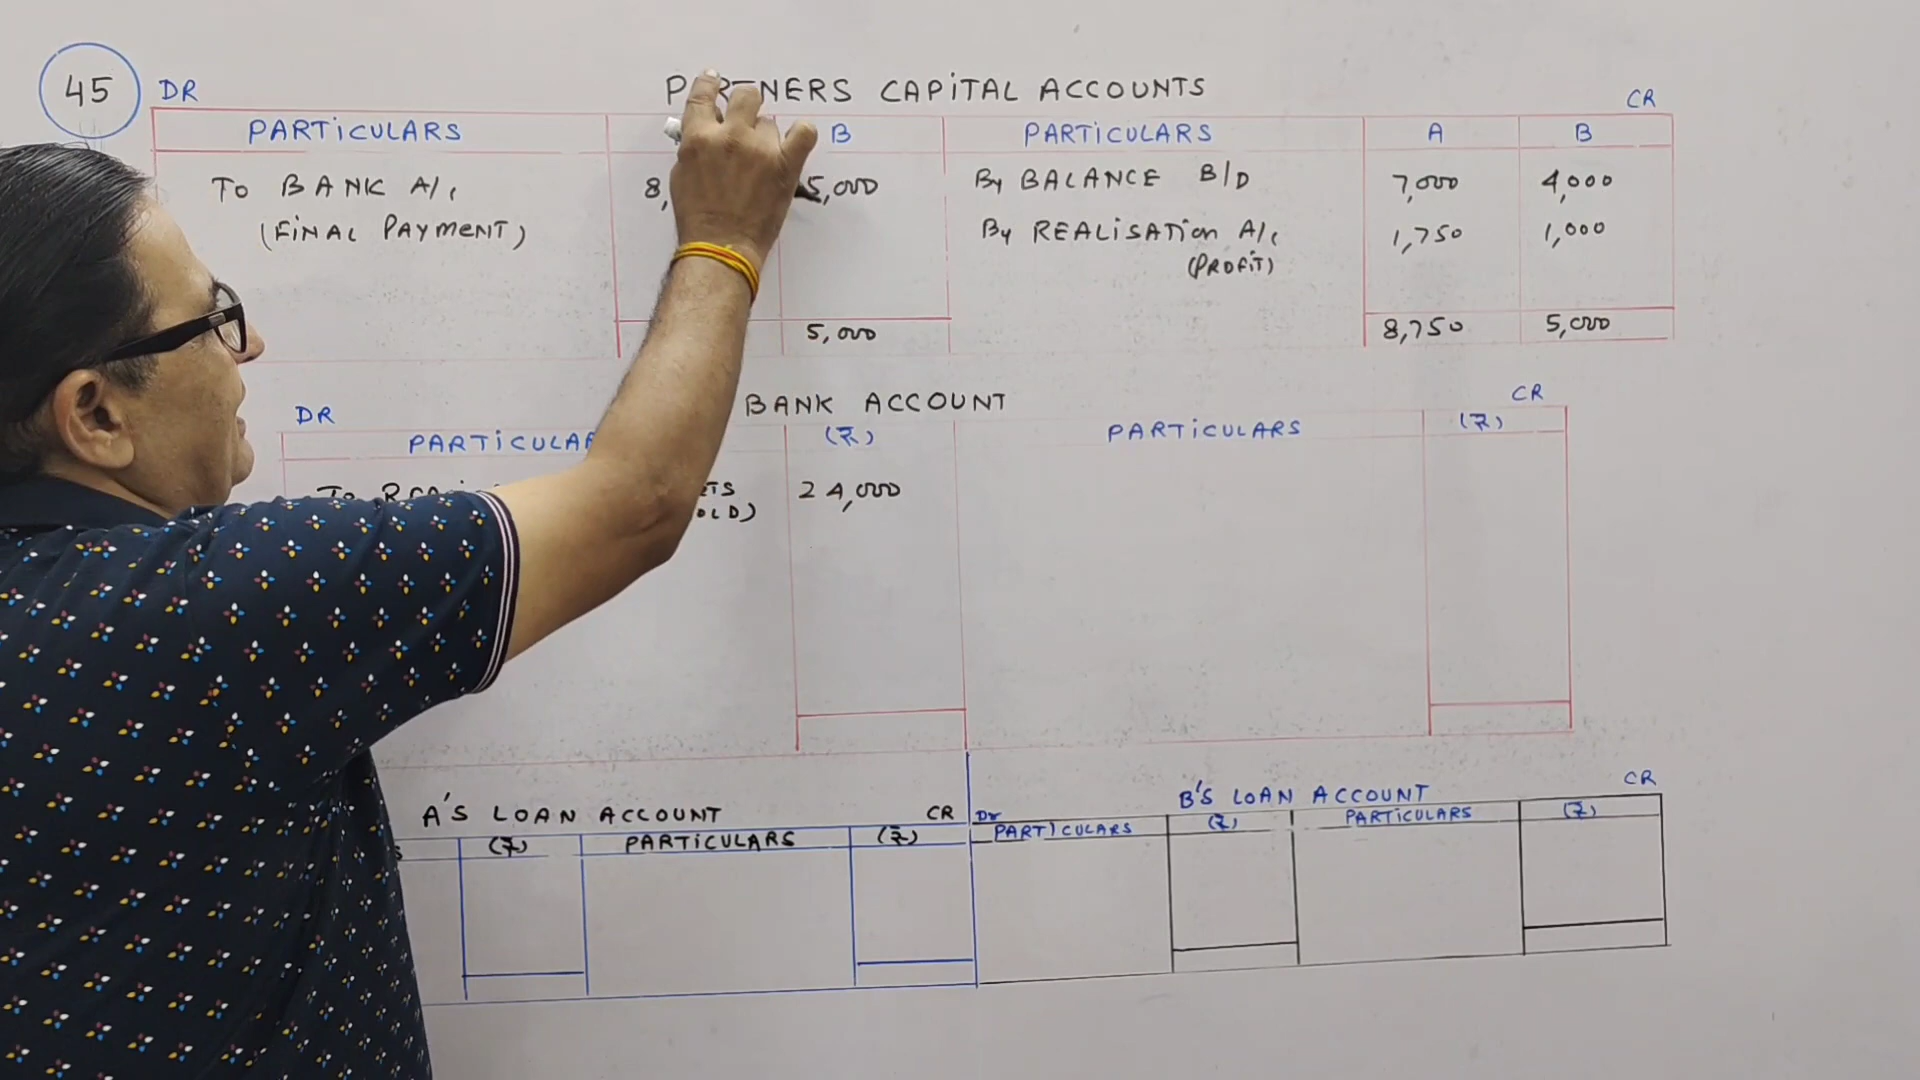 45 DR PARTNERS CAPITAL ACCOUNTS CR
PARTiCULARS B PARTiCULARS A B
To BANK A/c 8, 5,000 By BALANCE B/D 7,000 4,000
(FiNAL PAYMENT) By REALiSATion A/c 1,750 1,000
(PROFiT)
5,000 8,750 5,000
DR BANK ACCOUNT CR
(₹) PARTiCULARS (₹)
24,000
OLD)
A'S LOAN ACCOUNT CR
(₹) PARTiCULARS (₹)
B'S LOAN ACCOUNT CR
Dr
PARTiCULARS (₹) PARTiCULARS (₹)